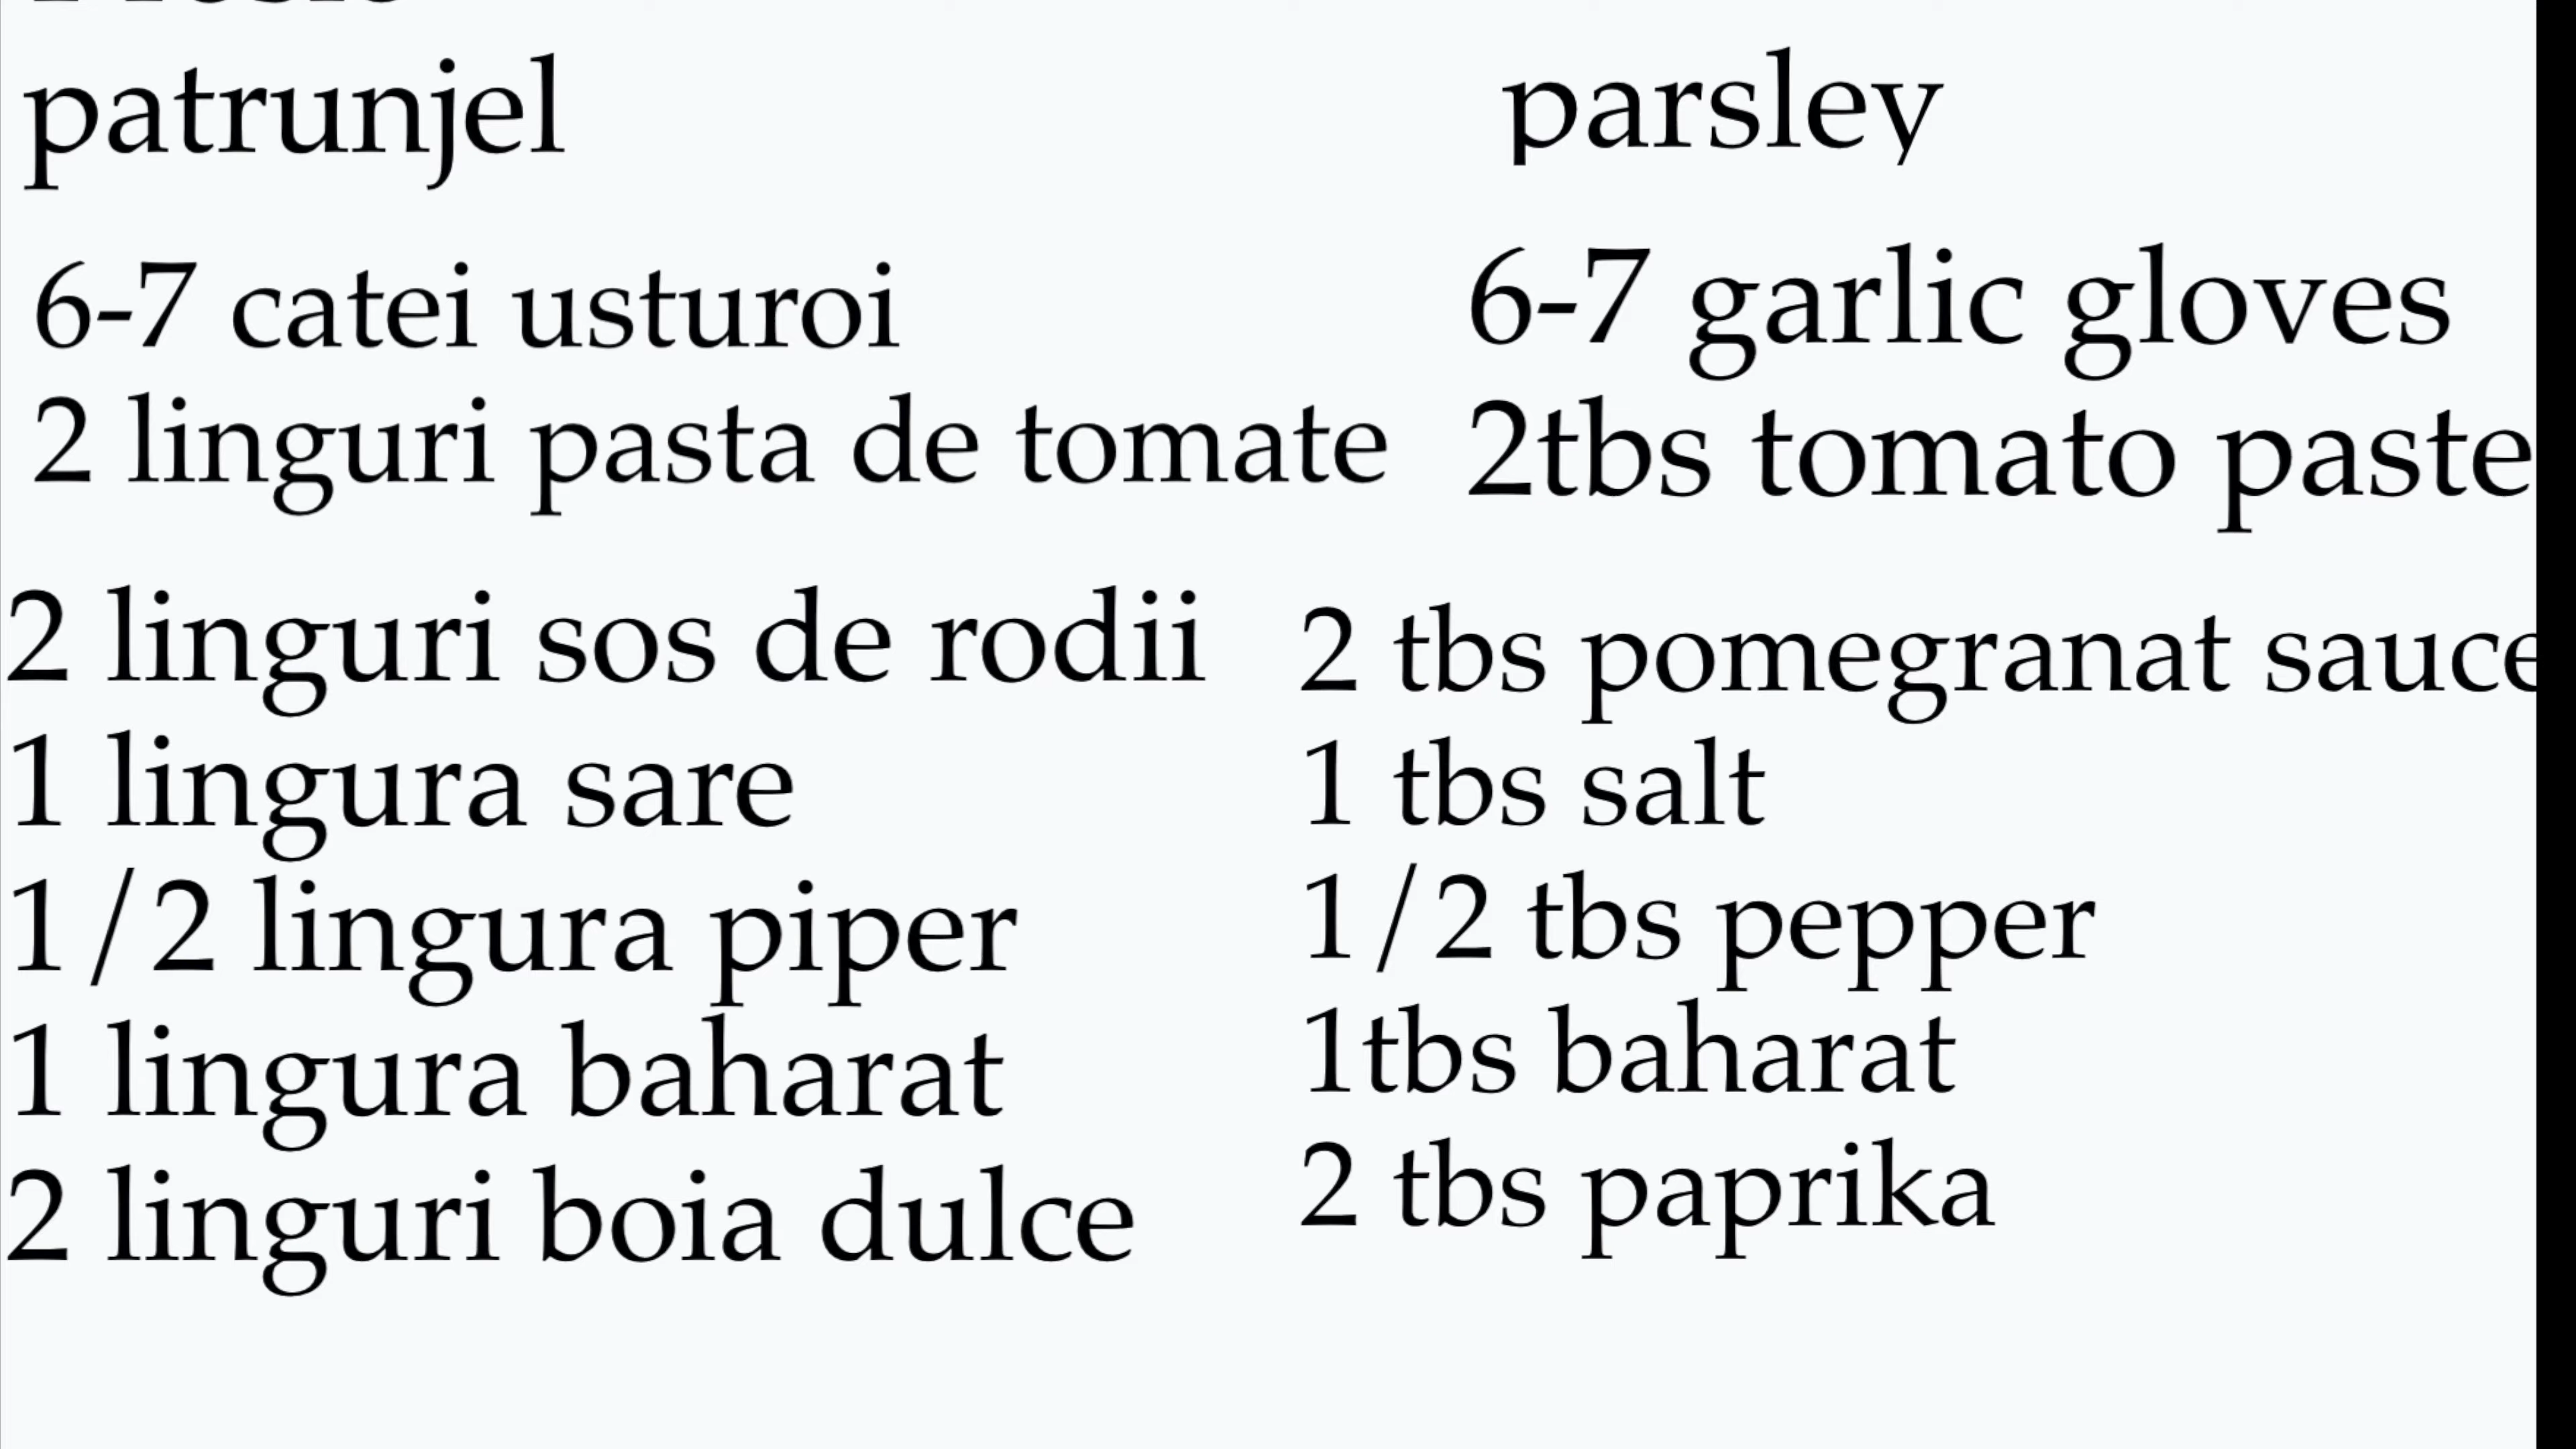 patrunjel
parsley
6-7 catei usturoi
6-7 garlic gloves
2 linguri pasta de tomate
2tbs tomato paste
2 linguri sos de rodii
2 tbs pomegranat sauce
1 lingura sare
1 tbs salt
1/2 lingura piper
1/2 tbs pepper
1 lingura baharat
1tbs baharat
2 linguri boia dulce
2 tbs paprika